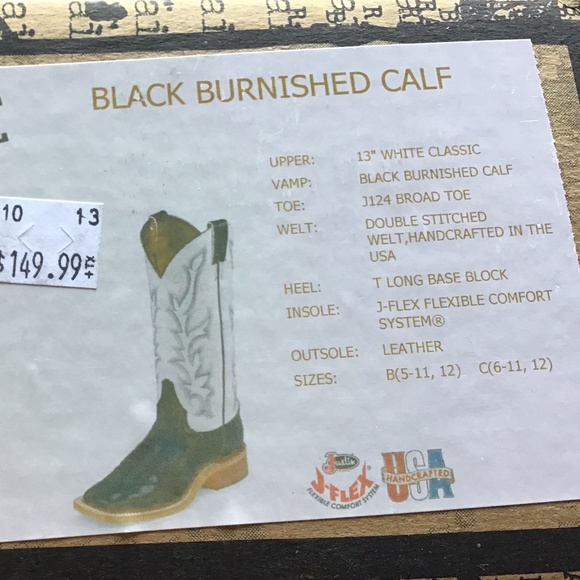 BLACK BURNISHED CALF
UPPER: 13" WHITE CLASSIC
VAMP: BLACK BURNISHED CALF
TOE: J124 BROAD TOE
WELT: DOUBLE STITCHED
WELT,HANDCRAFTED IN THE
USA
HEEL: T LONG BASE BLOCK
INSOLE: J-FLEX FLEXIBLE COMFORT
SYSTEM®
OUTSOLE: LEATHER
SIZES: B(5-11, 12) C(6-11, 12)
10 13
$149.99
J-FLEX
FLEXIBLE COMFORT SYSTEM
USA
HANDCRAFTED